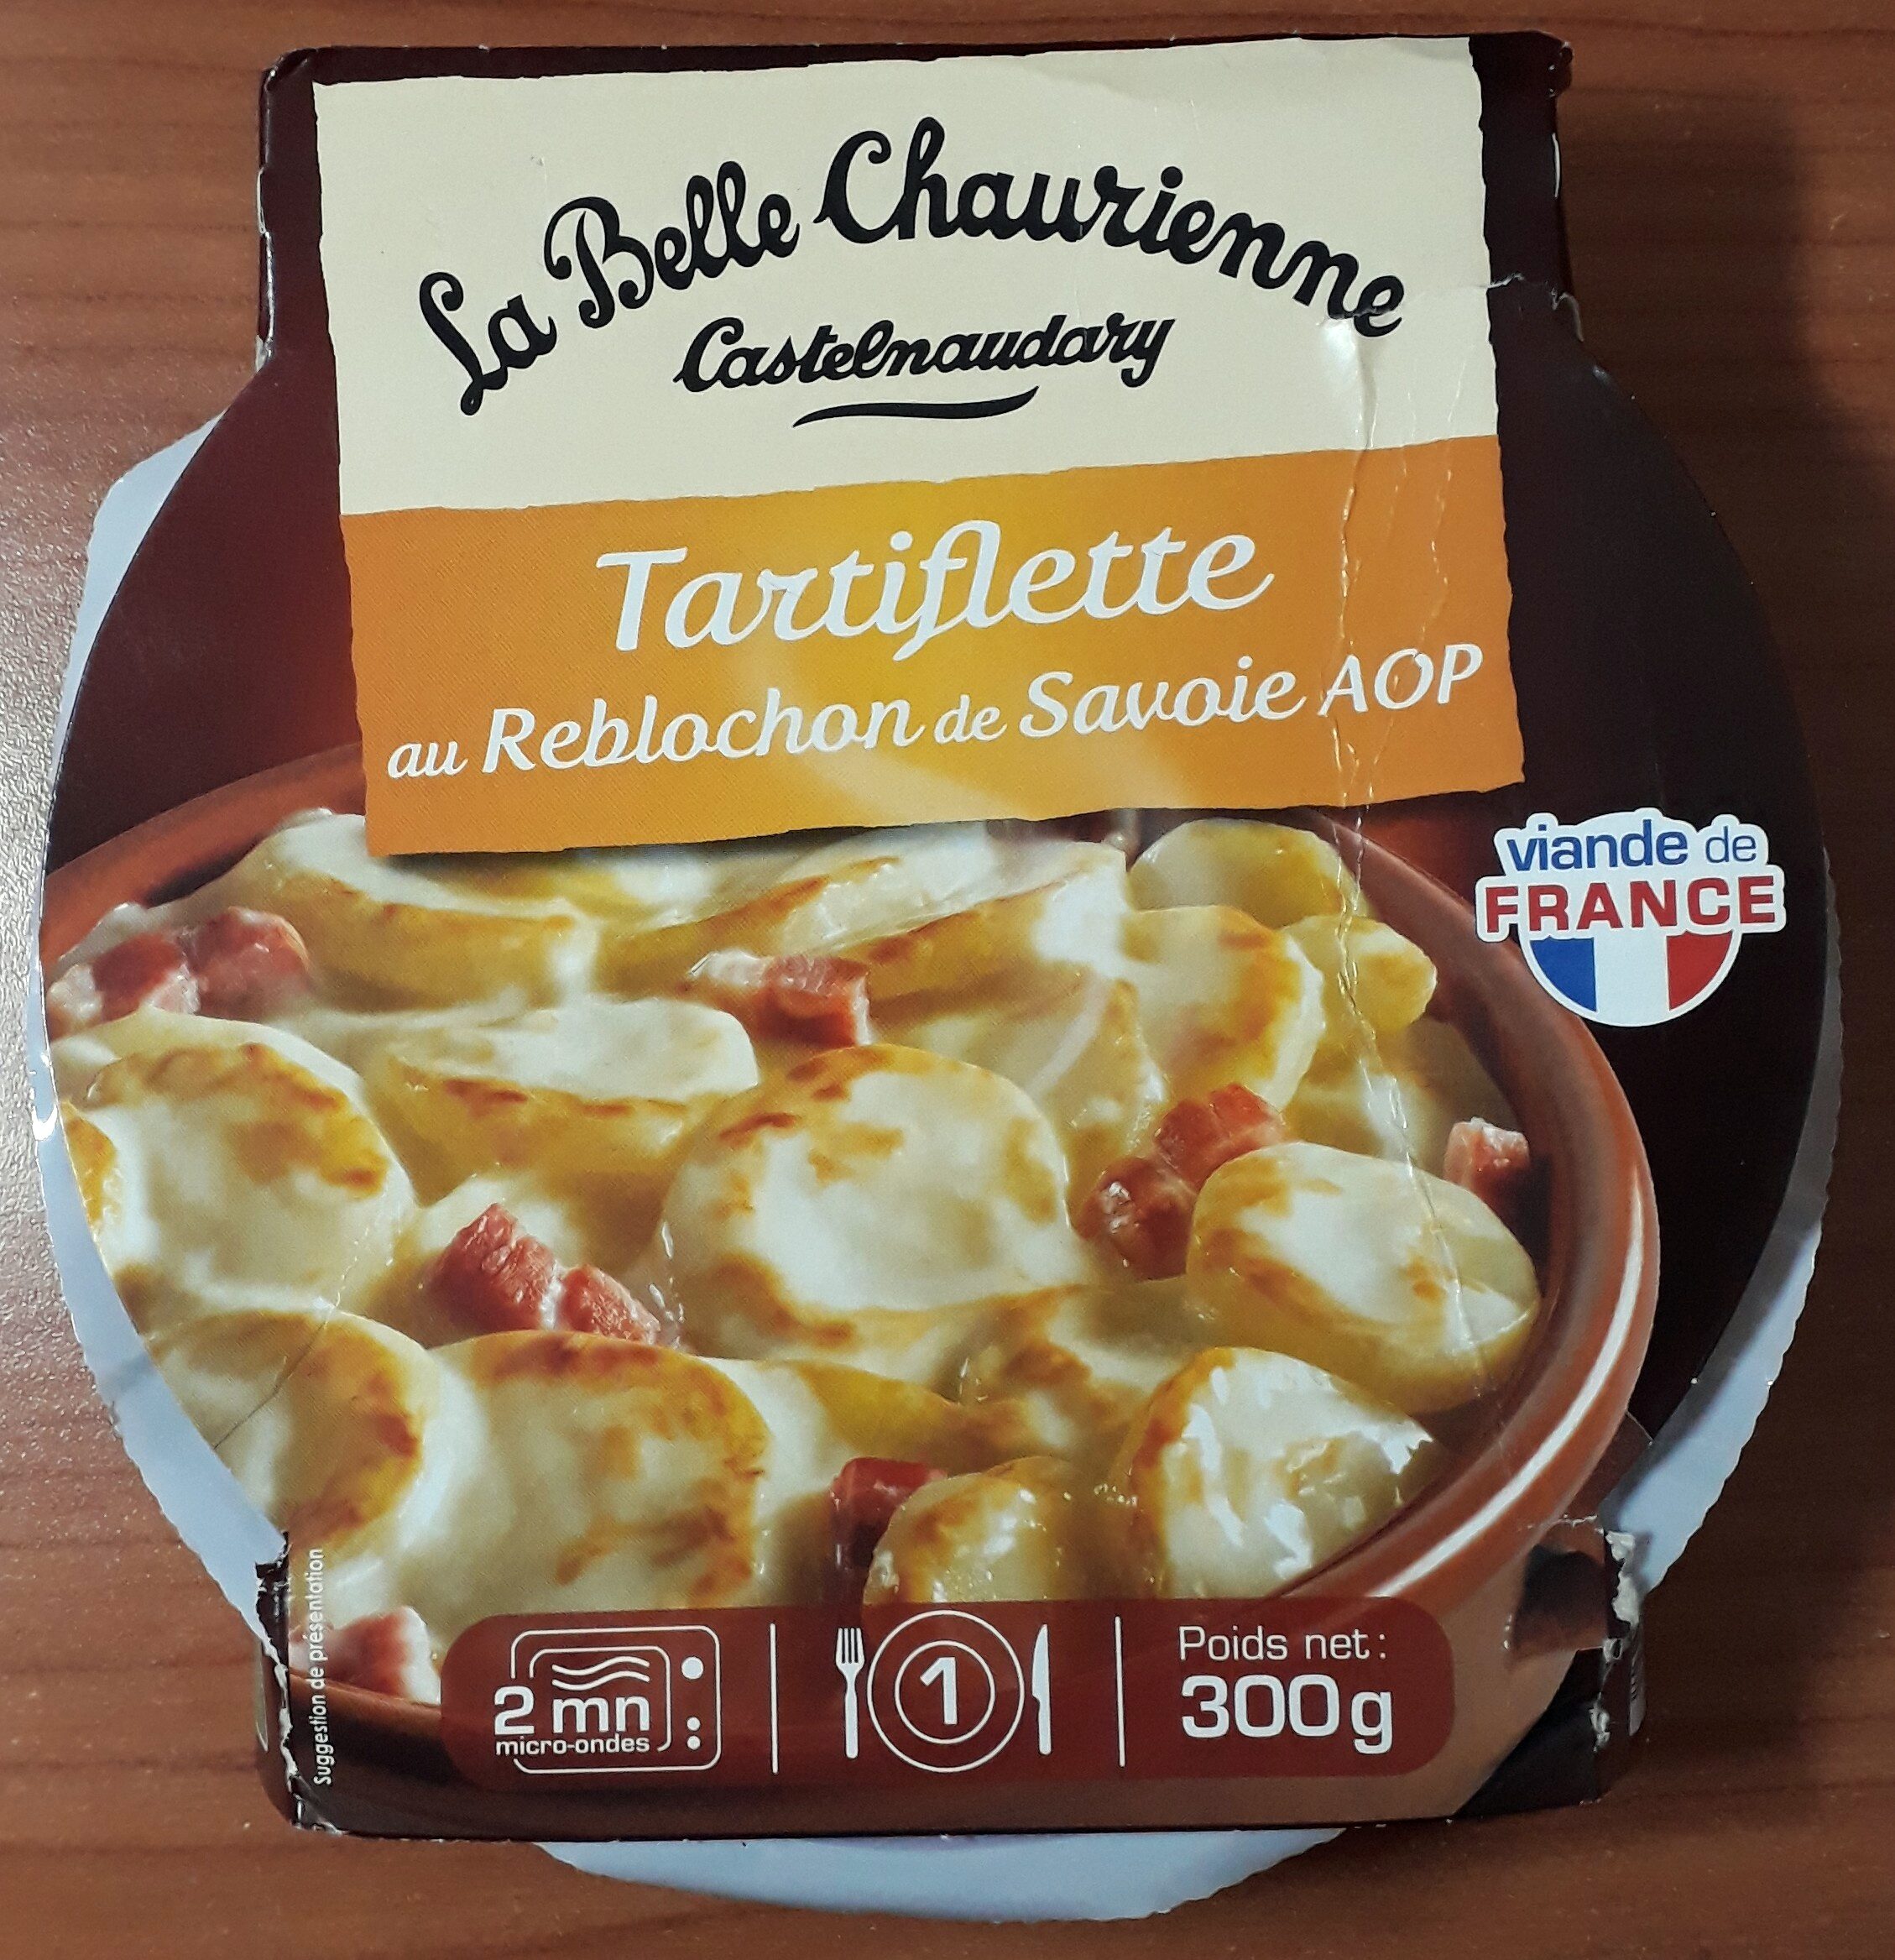 La Belle Chaurienne
Castelnaudary
Tartiflette
au Reblochon de Savoie AOP
viande de
FRANCE
Suggestion de présentation
2 mn
micro-ondes
1
Poids net :
300g